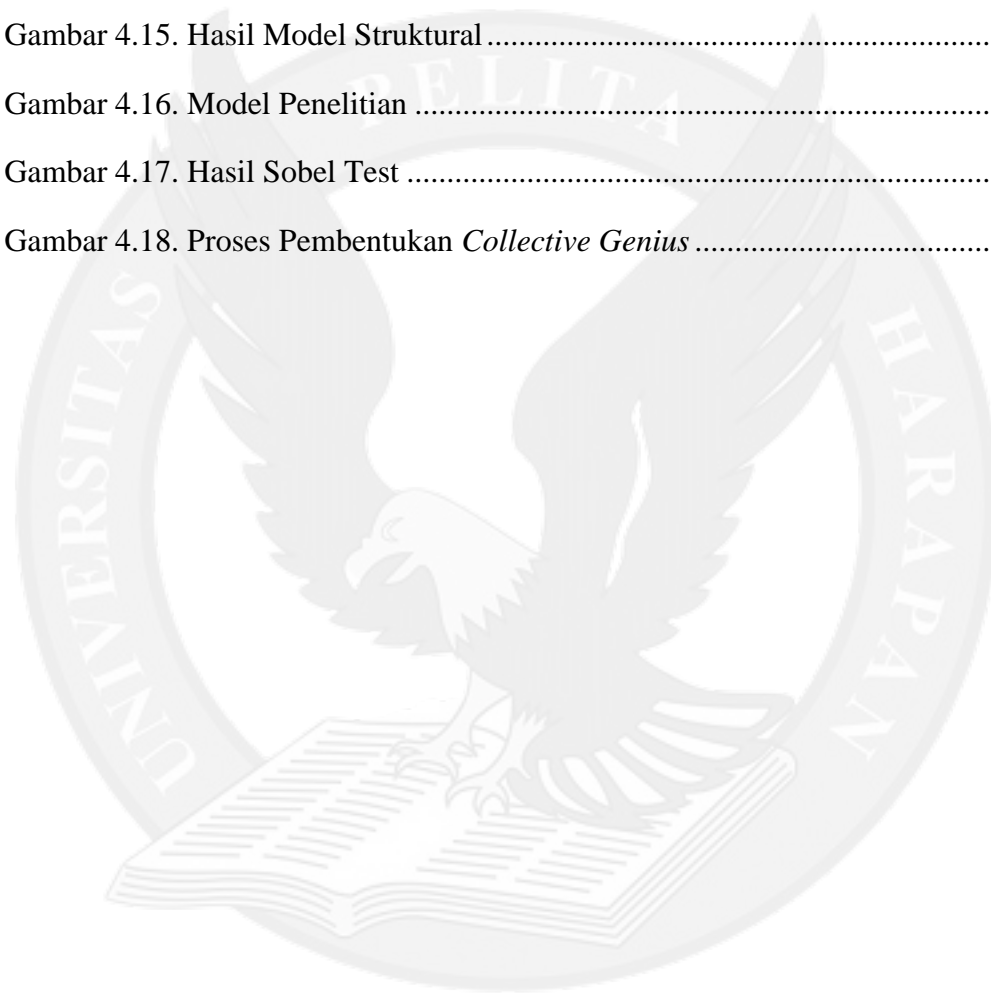 Gambar 4.15. Hasil Model Struktural................................................................
Gambar 4.16. Model Penelitian ........................................................................
Gambar 4.17. Hasil Sobel Test .........................................................................
Gambar 4.18. Proses Pembentukan Collective Genius.....................................
UNIVERSITAS PELITA HARAPAN